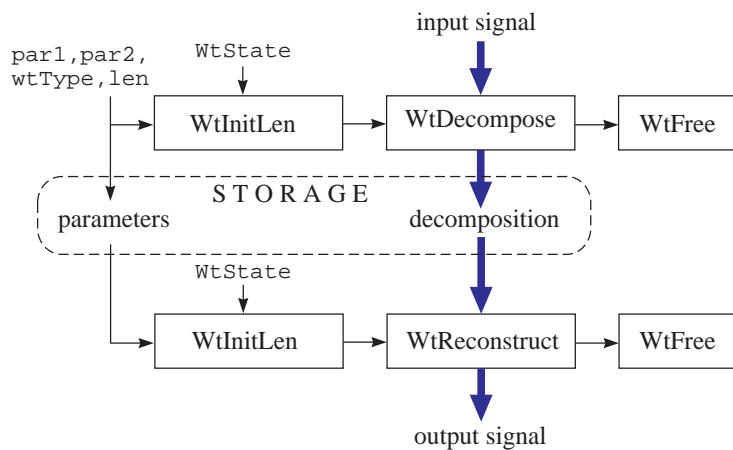 input signal
par1,par2,
wtType,len
WtState
WtInitLen
WtDecompose
WtFree
STORAGE
parameters
decomposition
WtState
WtInitLen
WtReconstruct
WtFree
output signal